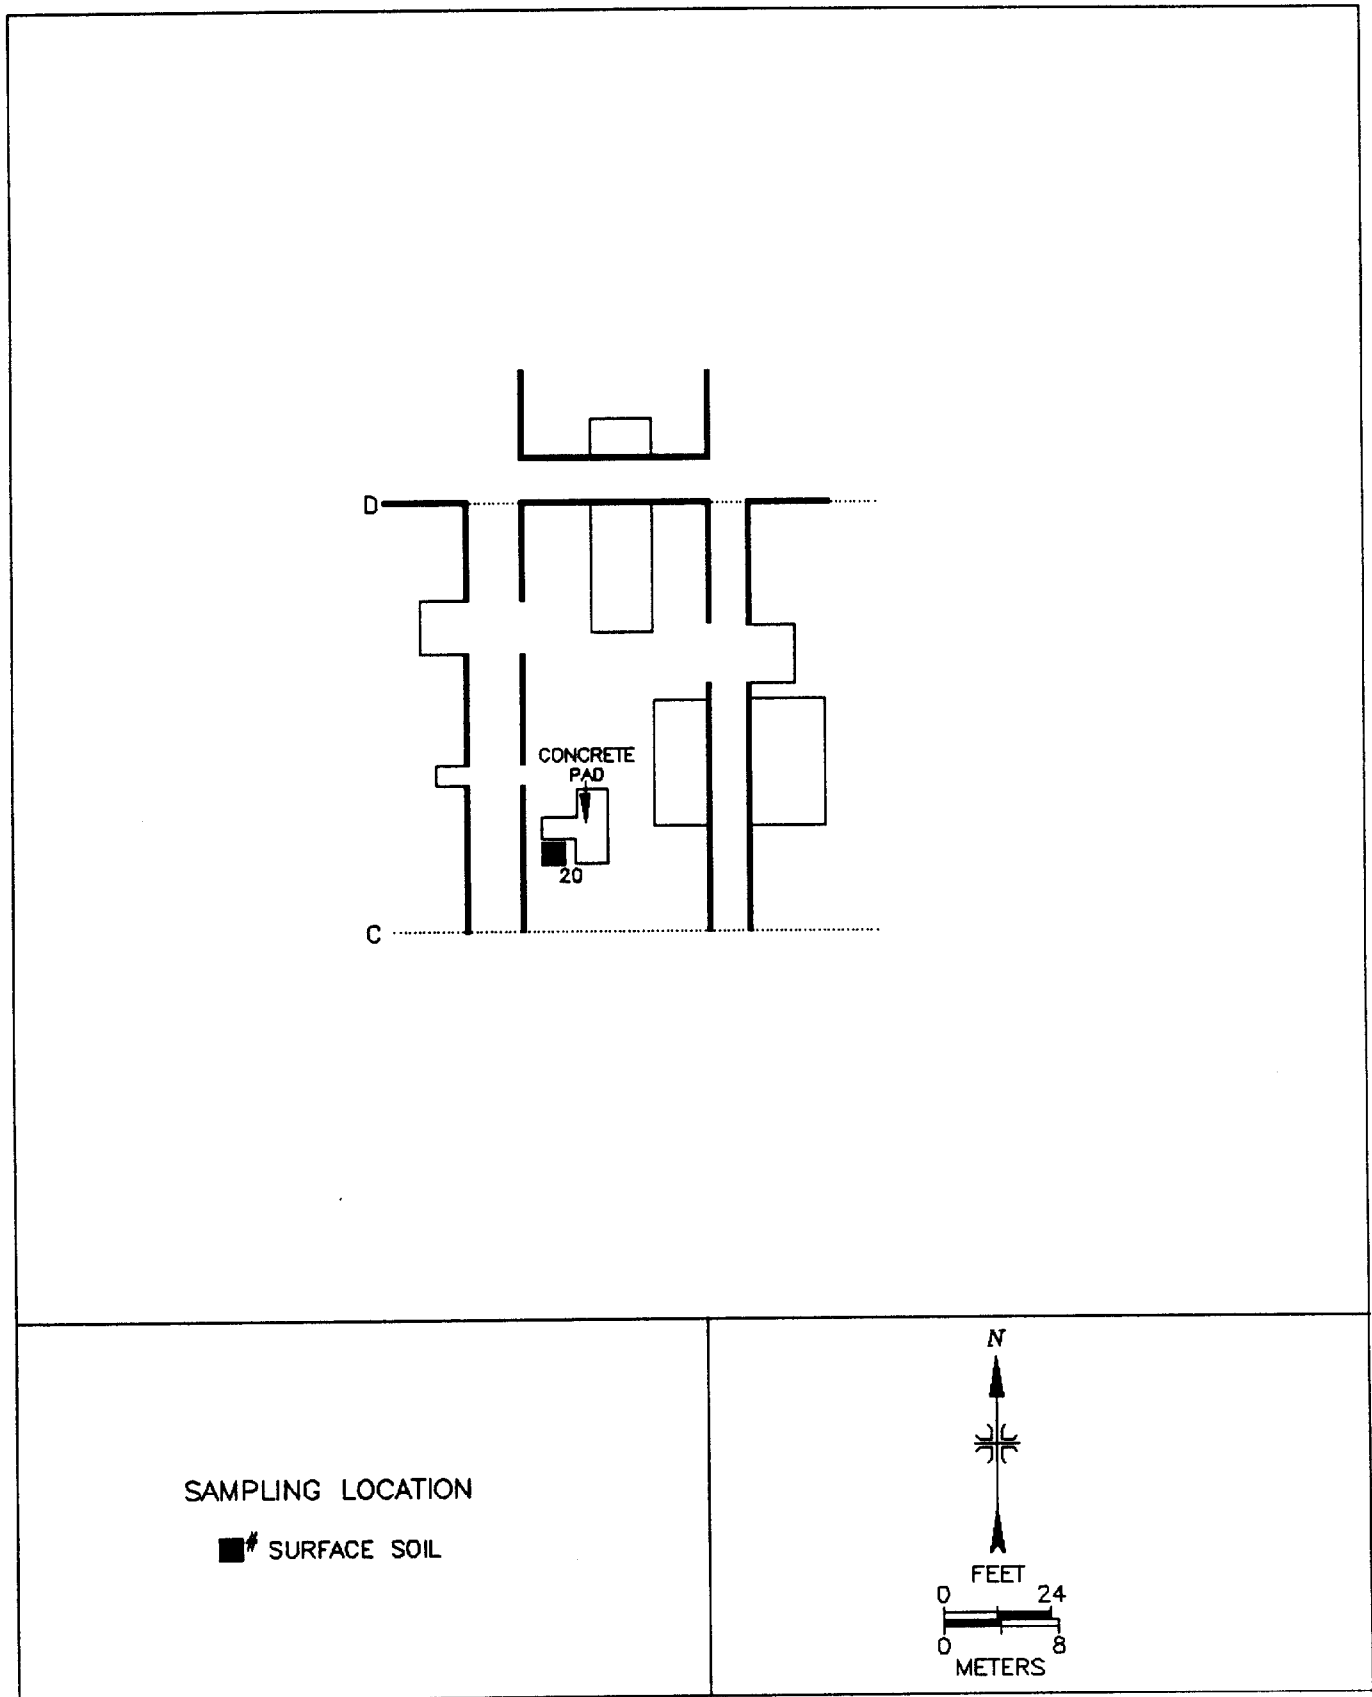 D
CONCRETE
PAD
20
C
SAMPLING LOCATION
# SURFACE SOIL
N
FEET
0 24
0 8
METERS